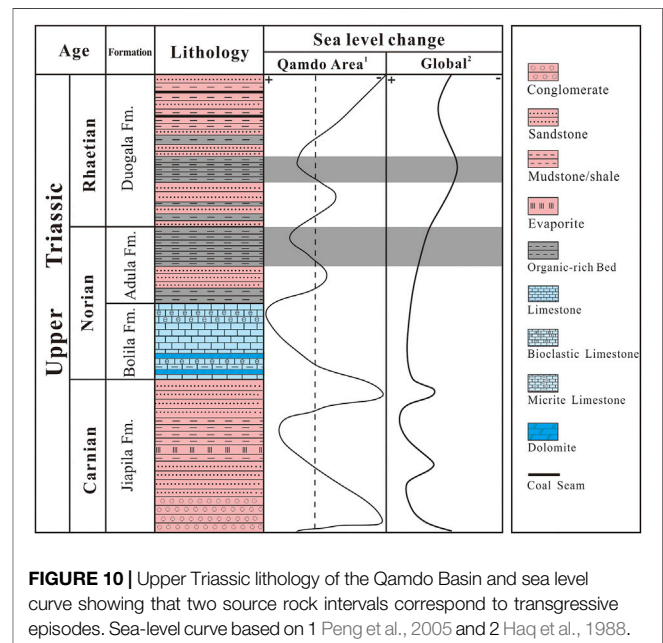 Age
Formation
Lithology
Sea level change
Qamdo Area1
Global2
+ - + -
Upper Triassic
Rhaetian
Norian
Carnian
Duogala Fm.
Adula Fm.
Bolila Fm.
Jiapila Fm.
Conglomerate
Sandstone
Mudstone/shale
Evaporite
Organic-rich Bed
Limestone
Bioclastic Limestone
Micrite Limestone
Dolomite
Coal Seam
FIGURE 10 | Upper Triassic lithology of the Qamdo Basin and sea level
curve showing that two source rock intervals correspond to transgressive
episodes. Sea-level curve based on 1 Peng et al., 2005 and 2 Haq et al., 1988.